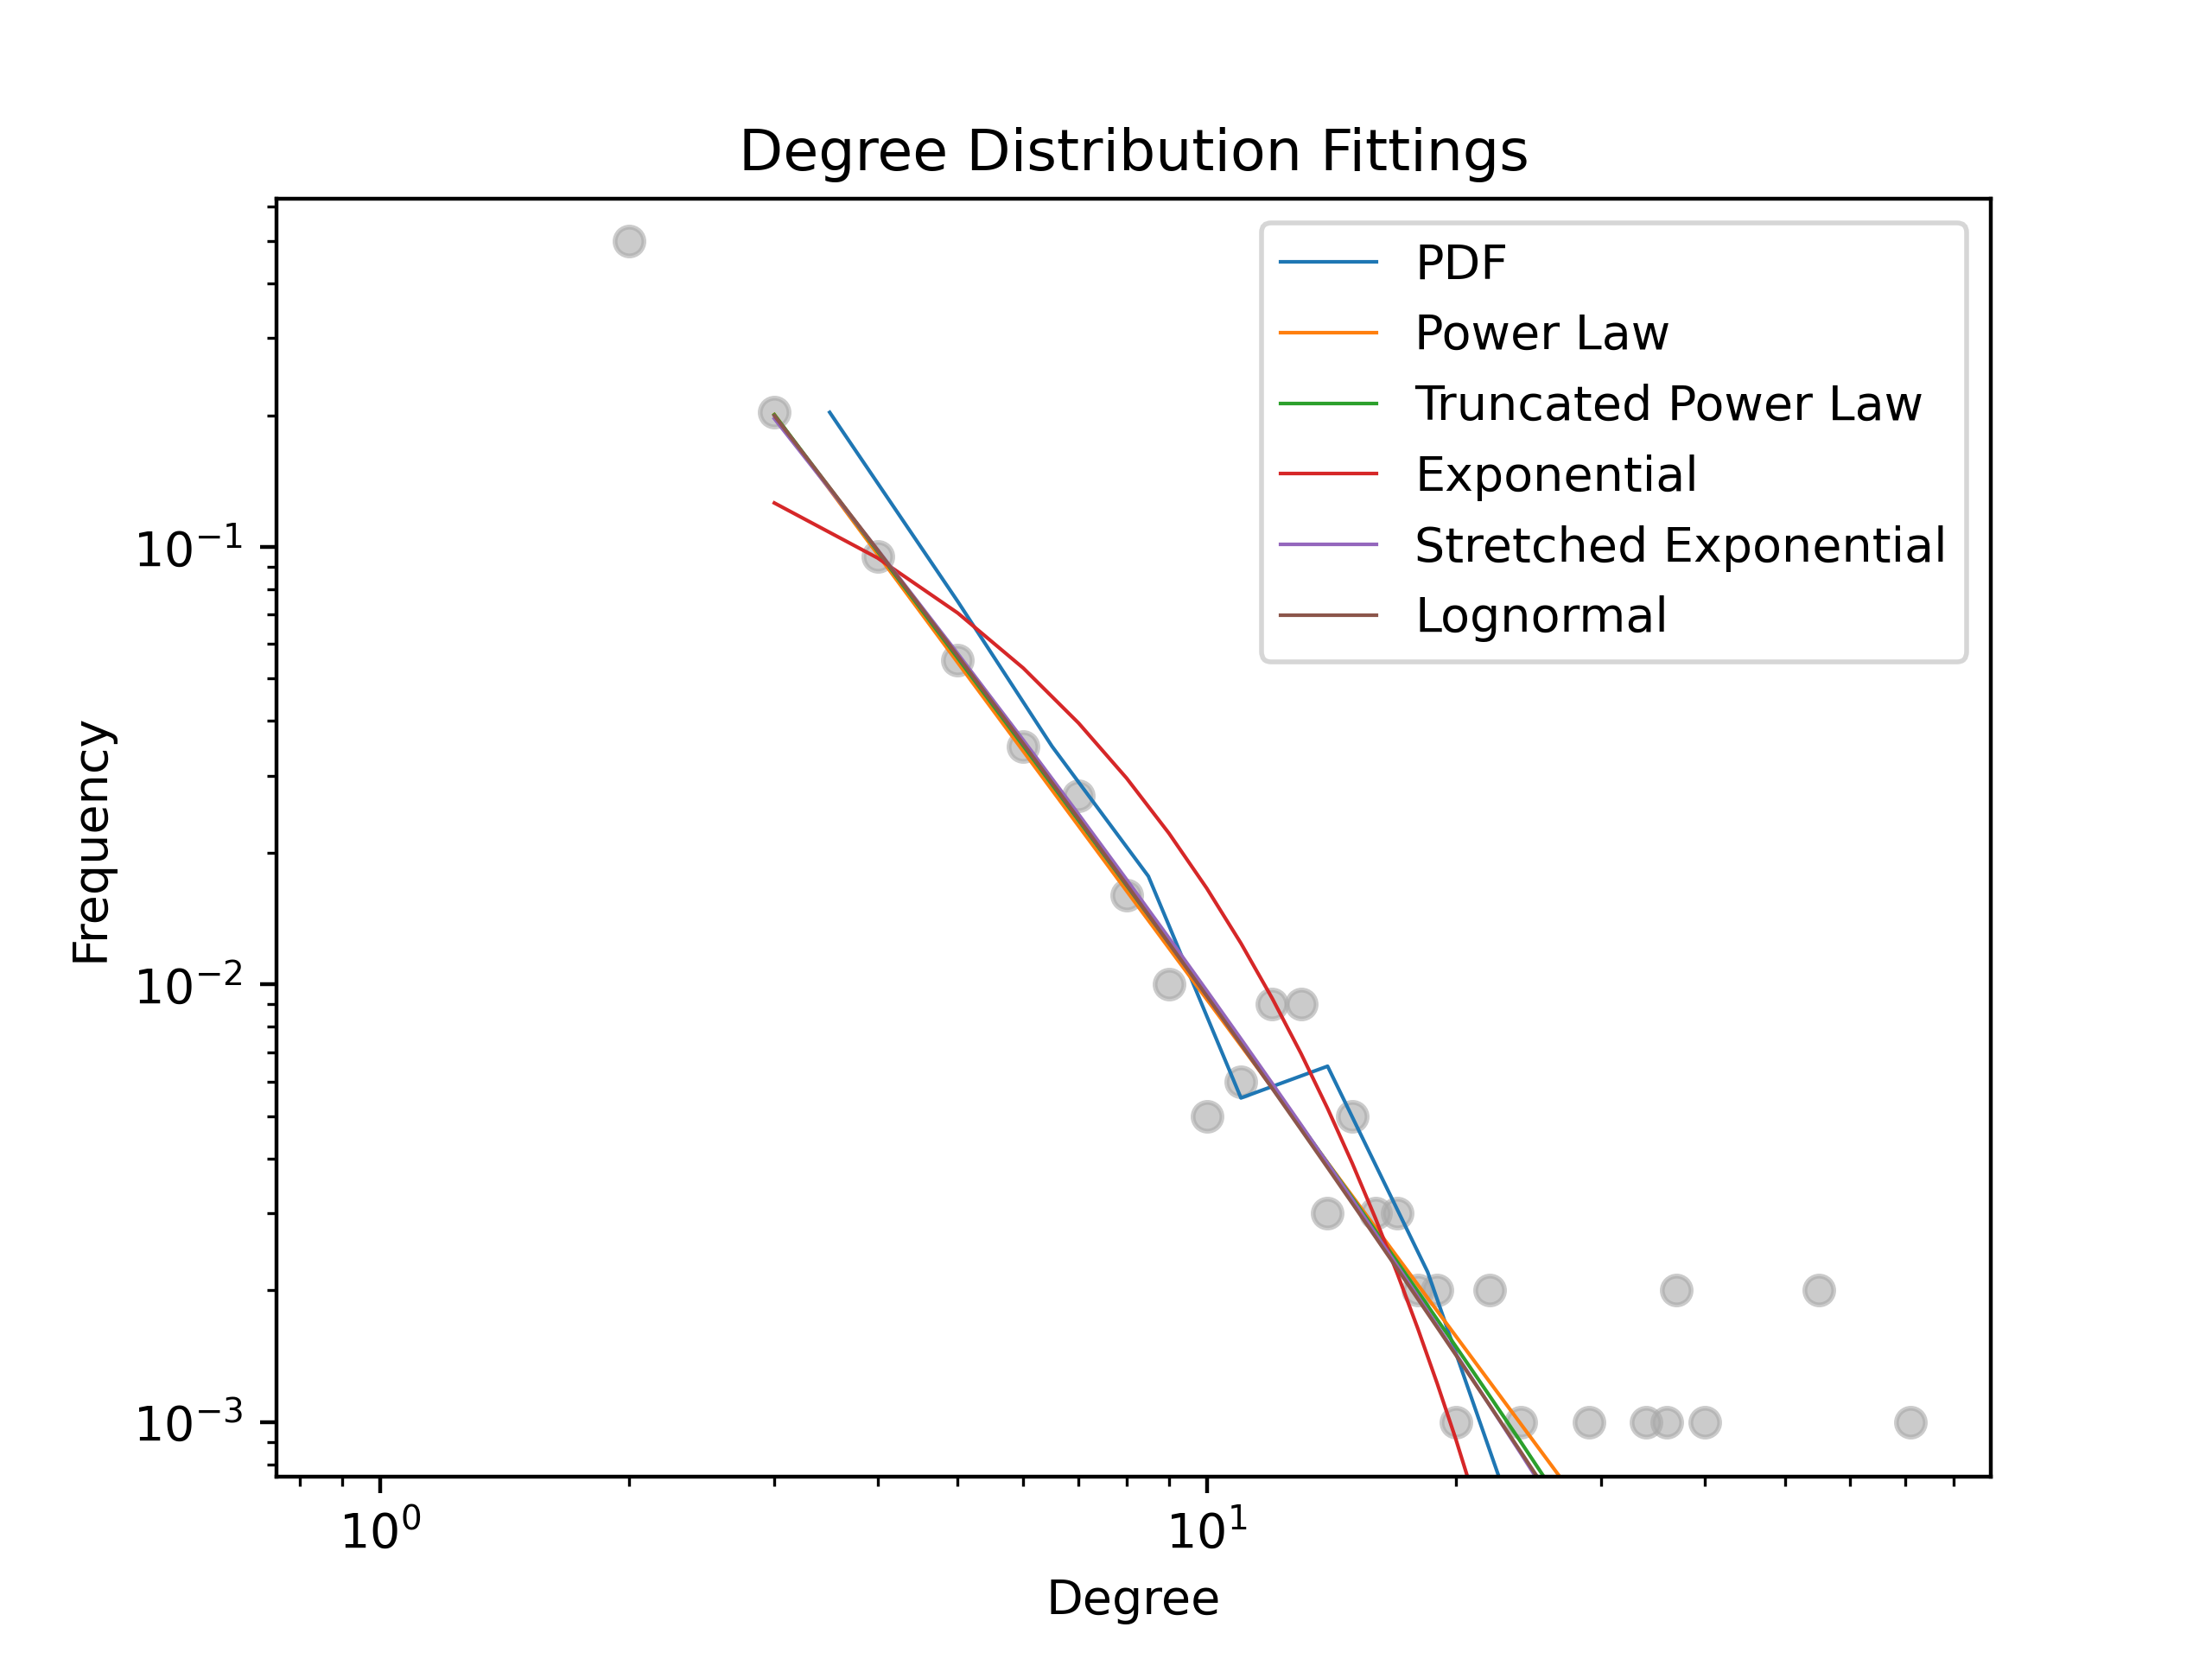 Degree Distribution Fittings
PDF
Power Law
Truncated Power Law
Exponential
Stretched Exponential
Lognormal
Frequency
10⁻¹
10⁻²
10⁻³
10⁰ 10¹
Degree